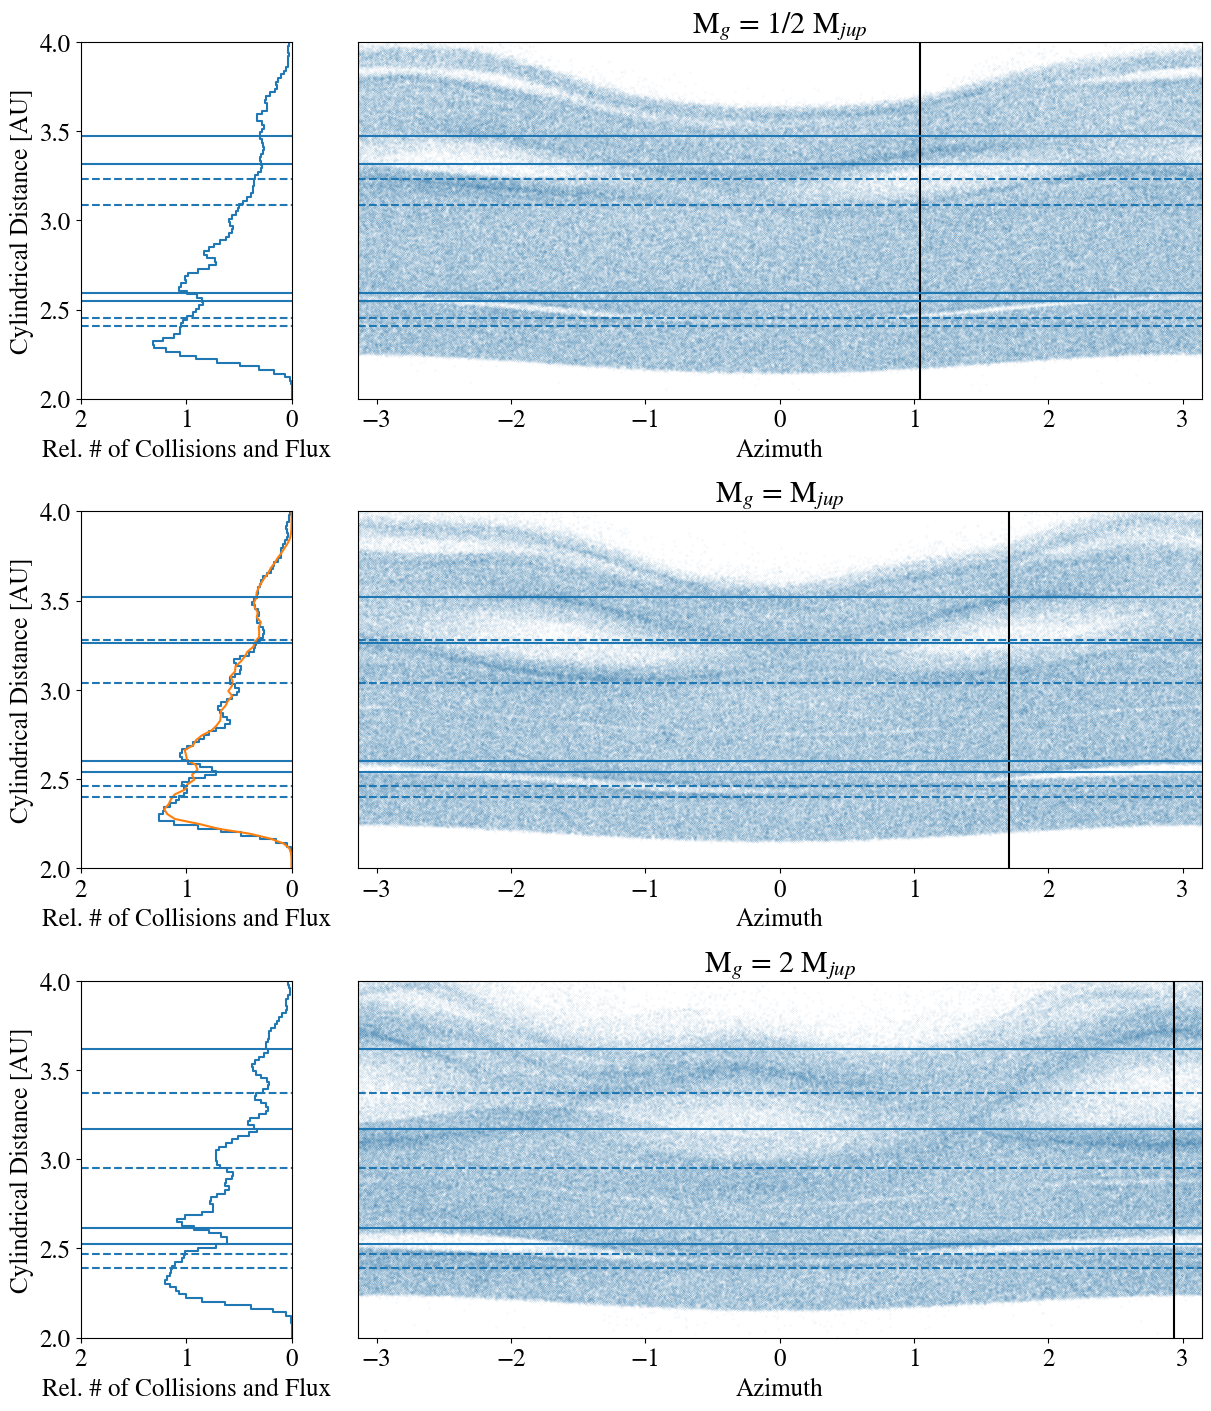 M_g = 1/2 M_jup
4.0
3.5
3.0
2.5
2.0
Cylindrical Distance [AU]
2 1 0
−3 −2 −1 0 1 2 3
Rel. # of Collisions and Flux
Azimuth
M_g = M_jup
4.0
3.5
3.0
2.5
2.0
Cylindrical Distance [AU]
2 1 0
−3 −2 −1 0 1 2 3
Rel. # of Collisions and Flux
Azimuth
M_g = 2 M_jup
4.0
3.5
3.0
2.5
2.0
Cylindrical Distance [AU]
2 1 0
−3 −2 −1 0 1 2 3
Rel. # of Collisions and Flux
Azimuth